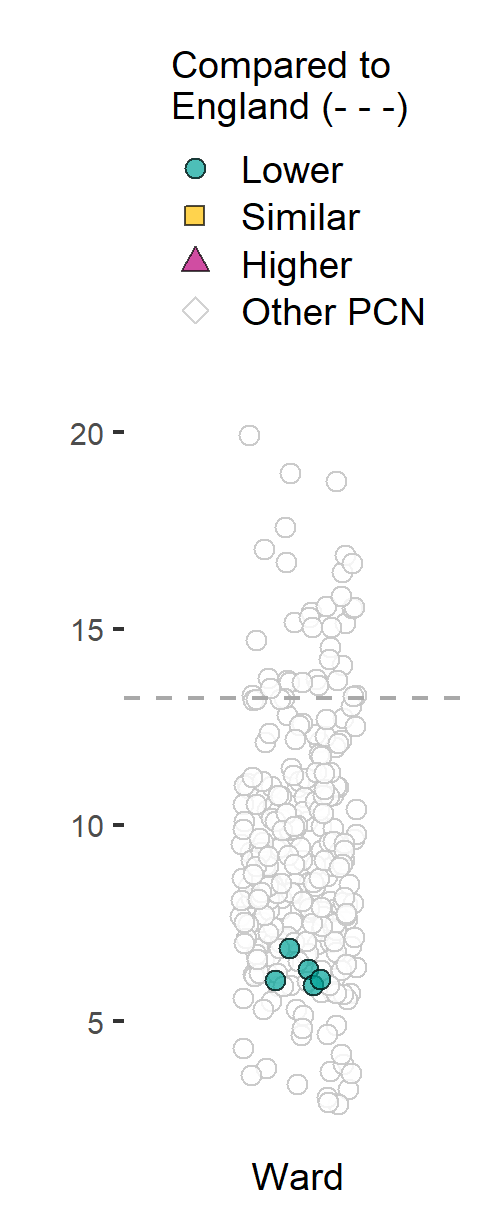 Compared to
England (- - -)
Lower
Similar
Higher
Other PCN
20
15
10
5
Ward